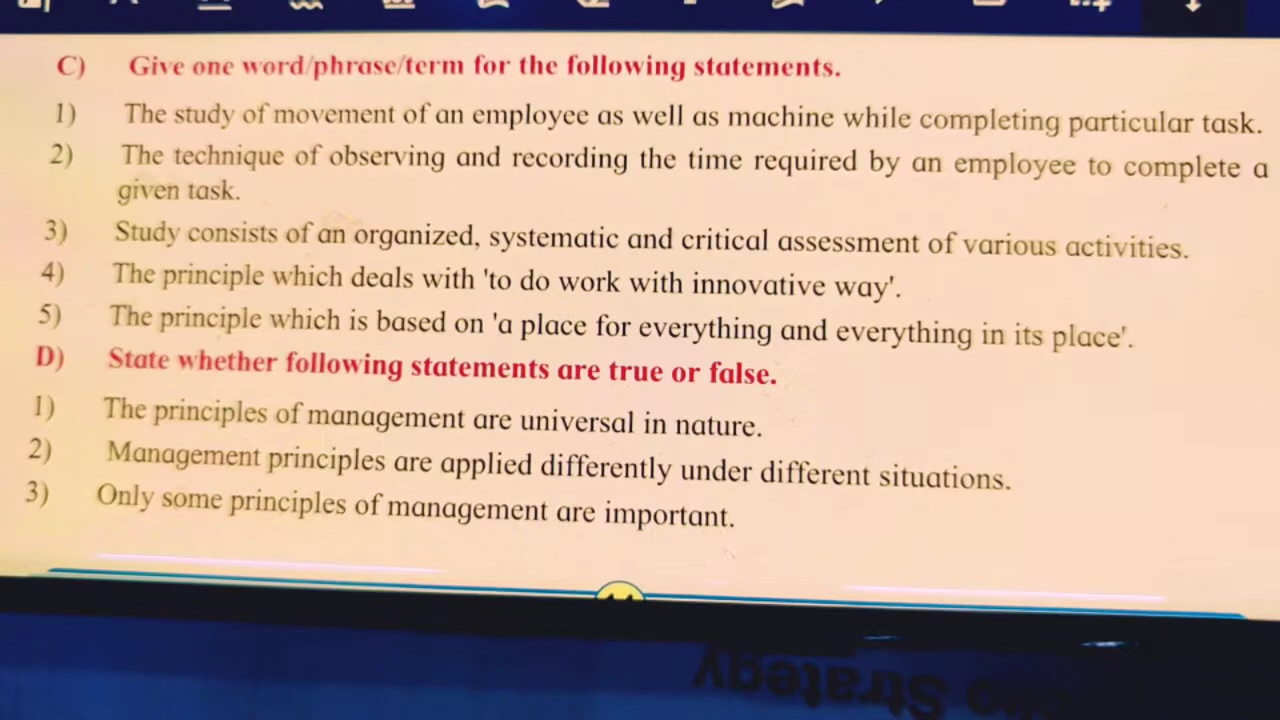 C) Give one word/phrase/term for the following statements.
1) The study of movement of an employee as well as machine while completing particular task.
2) The technique of observing and recording the time required by an employee to complete a
given task.
3) Study consists of an organized, systematic and critical assessment of various activities.
4) The principle which deals with 'to do work with innovative way'.
5) The principle which is based on 'a place for everything and everything in its place'.
D) State whether following statements are true or false.
1) The principles of management are universal in nature.
2) Management principles are applied differently under different situations.
3) Only some principles of management are important.
Strategy